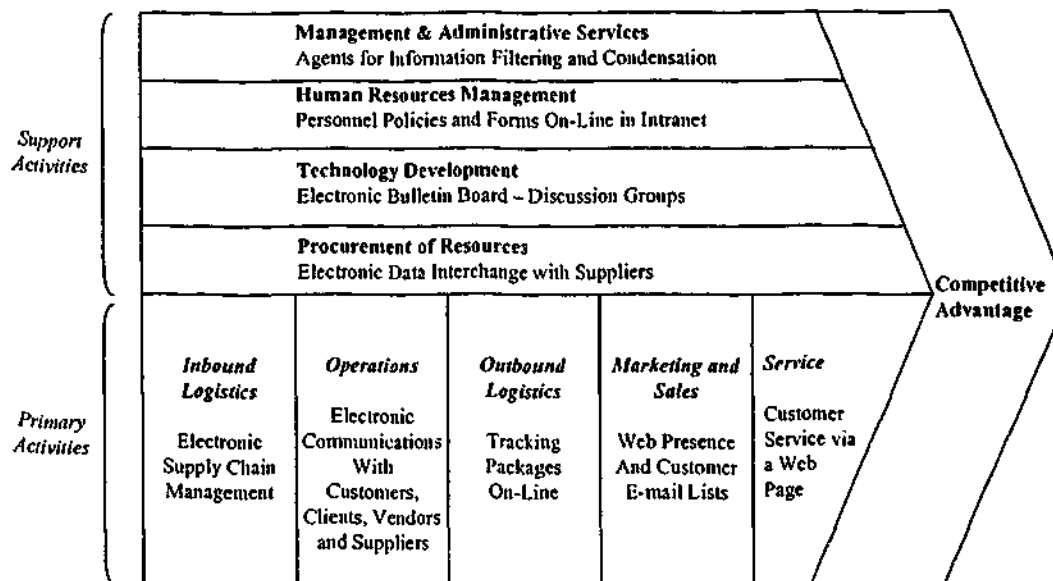 Management & Administrative Services
Agents for Information Filtering and Condensation
Human Resources Management
Personnel Policies and Forms On-Line in Intranet
Support
Activities
Technology Development
Electronic Bulletin Board – Discussion Groups
Procurement of Resources
Electronic Data Interchange with Suppliers
Competitive
Advantage
Primary
Activities
Inbound
Logistics
Electronic
Supply Chain
Management
Operations
Electronic
Communications
With
Customers,
Clients, Vendors
and Suppliers
Outbound
Logistics
Tracking
Packages
On-Line
Marketing and
Sales
Web Presence
And Customer
E-mail Lists
Service
Customer
Service via
a Web
Page